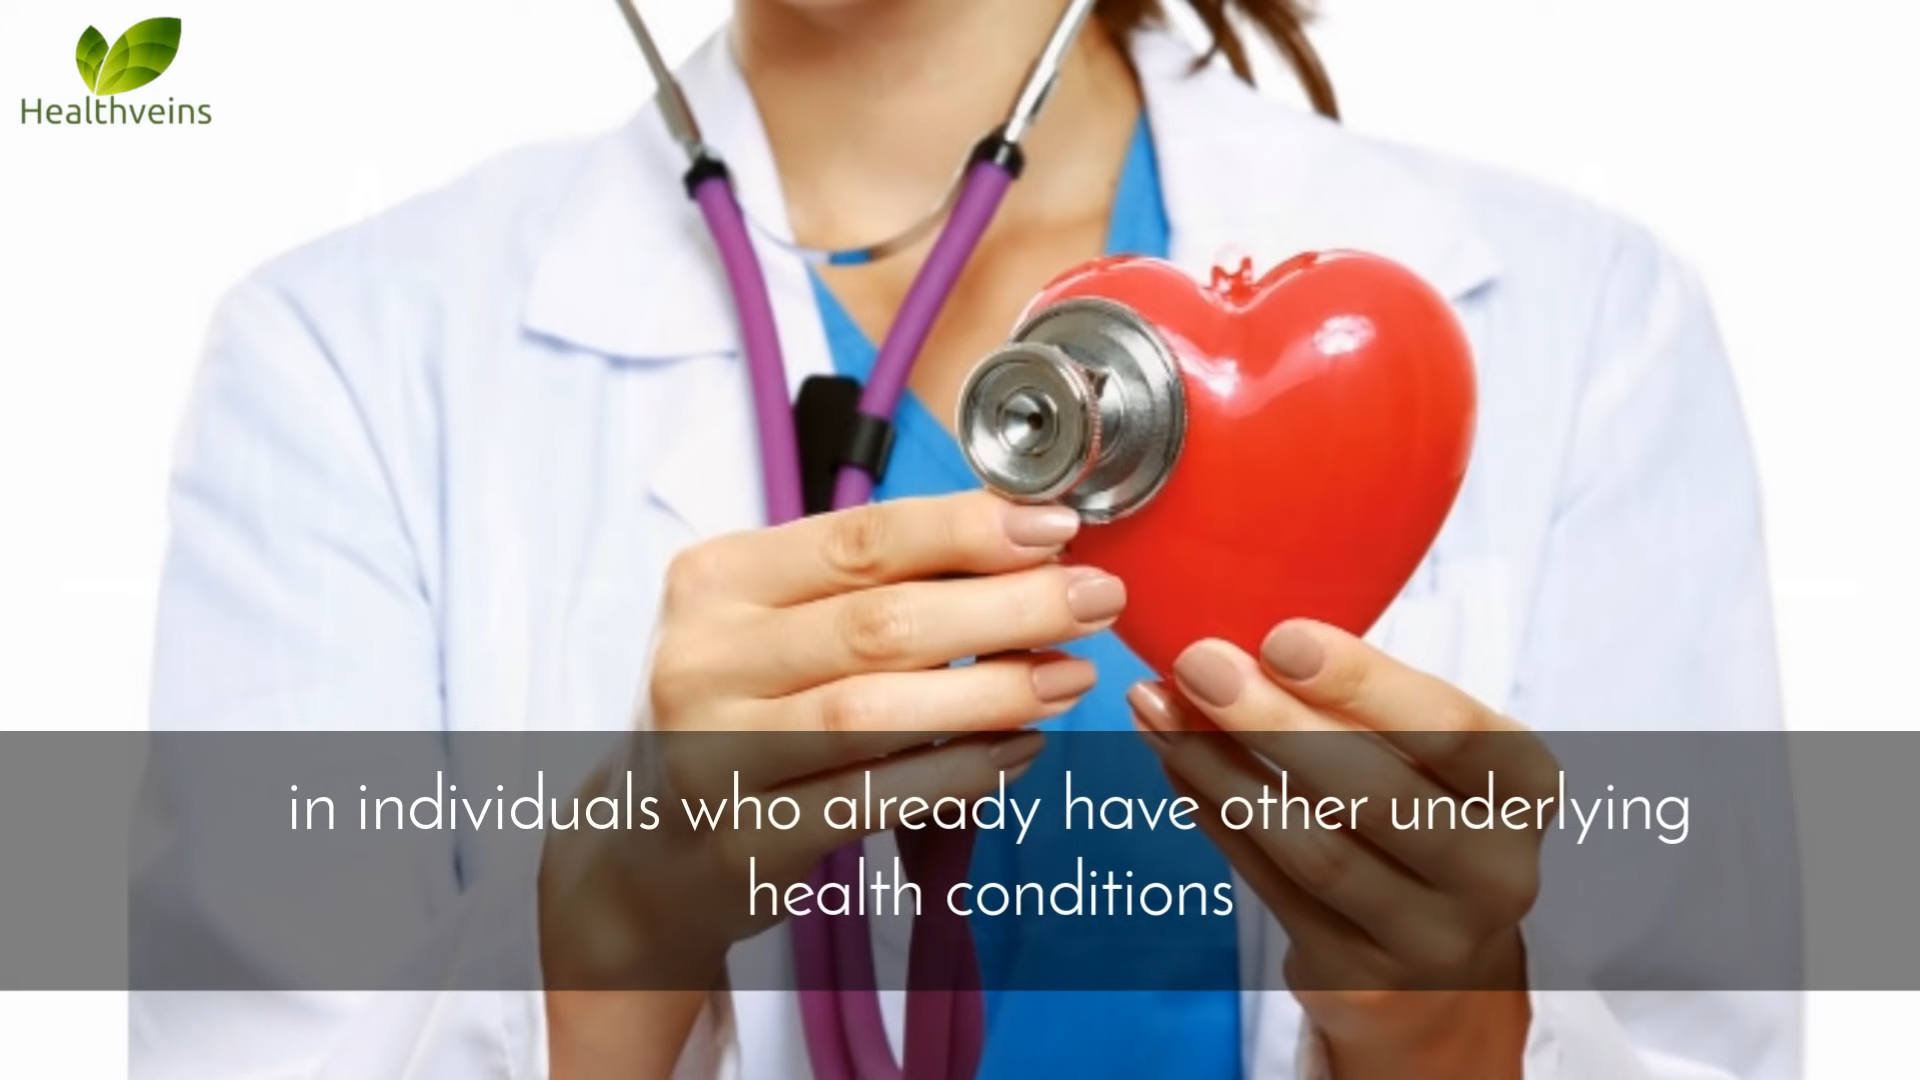 Healthveins
in individuals who already have other underlying
health conditions